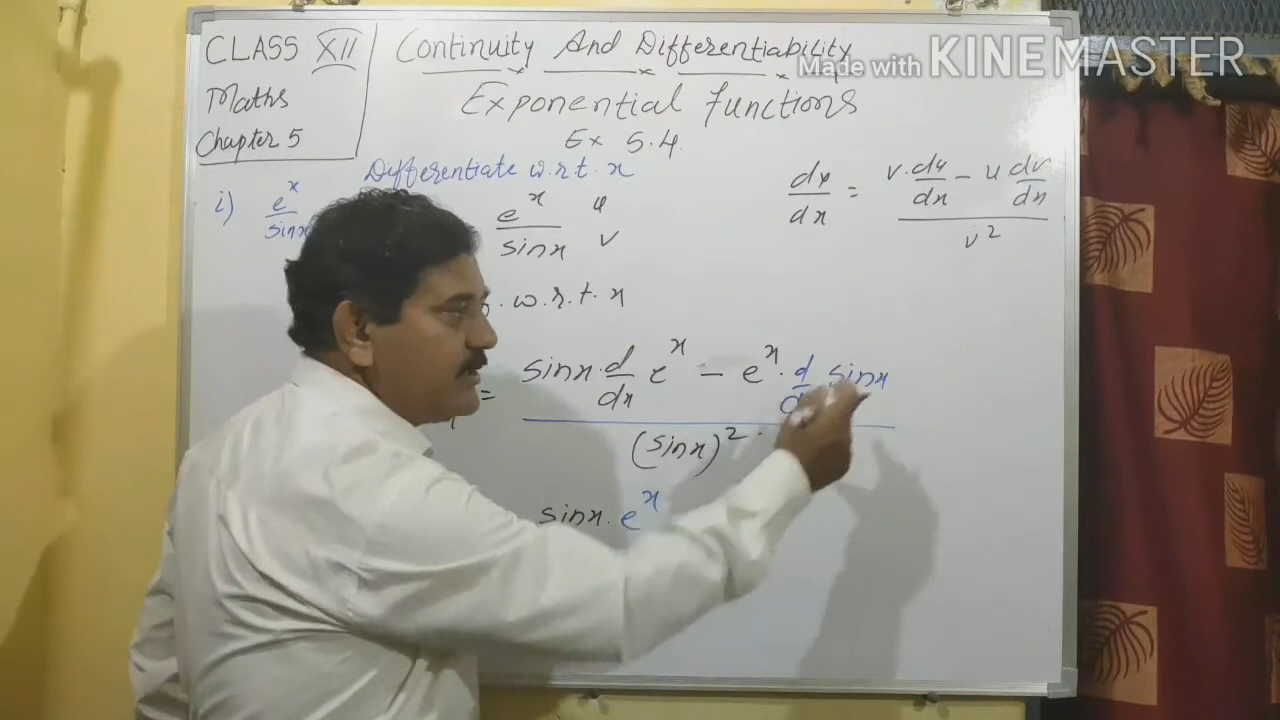 CLASS XII
Maths
Chapter 5
Continuity And Differentiability
Made with KINEMASTER
Exponential Functions
Ex 5.4.
Differentiate w.r.t. x
i) e^x / sinx
e^x / sinx u v
dy/dx = (v. du/dx - u dv/dx) / v²
. w.r.t. x
= (sinx. d/dx e^x - e^x. d/ sinx) / (sinx)².
sinx. e^x